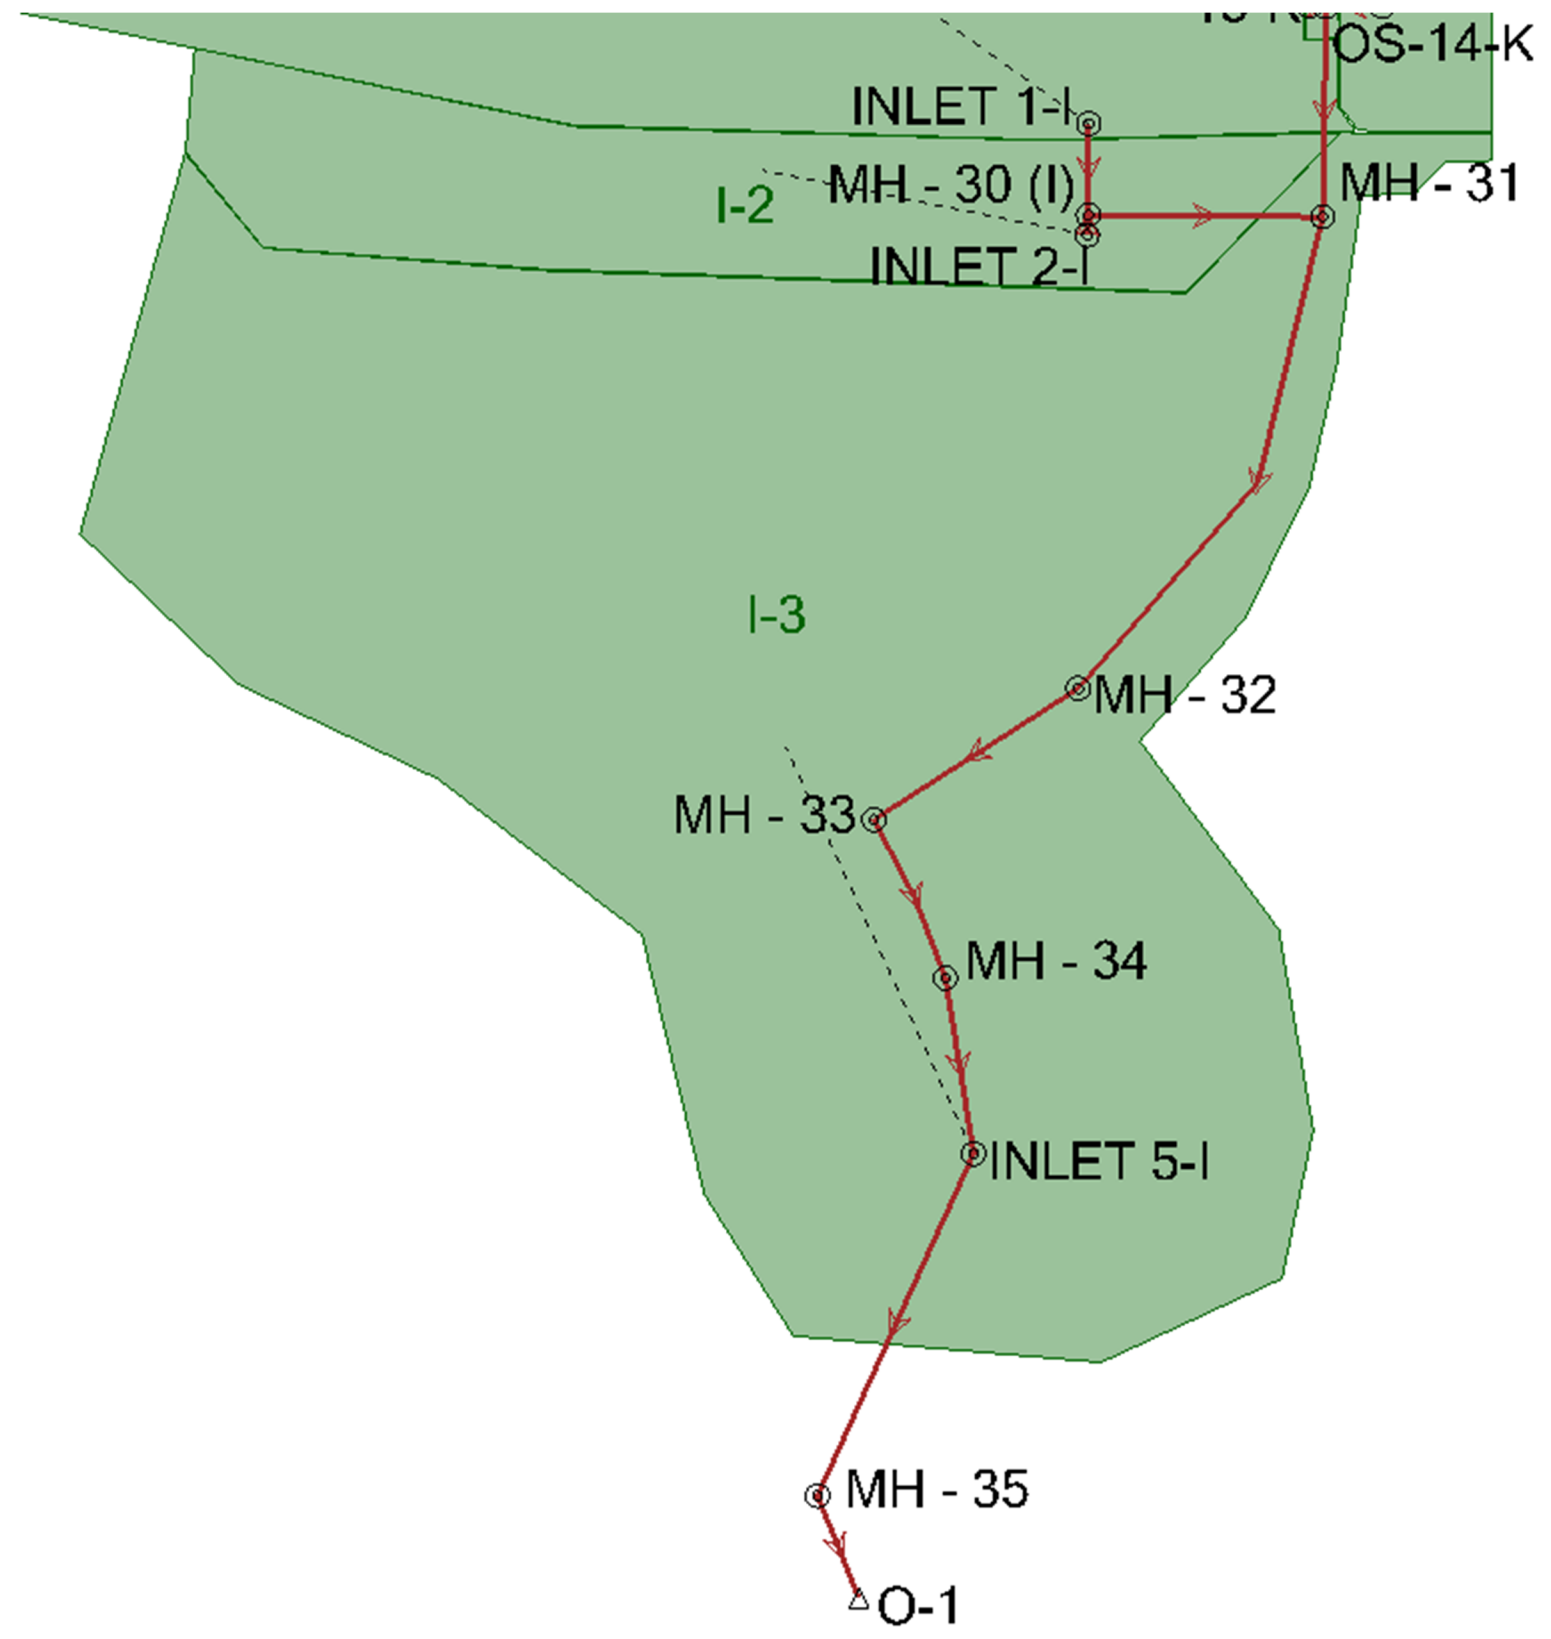 OS-14-K
INLET 1-I
MH - 30 (I)
MH - 31
I-2
INLET 2-I
I-3
MH - 32
MH - 33
MH - 34
INLET 5-I
MH - 35
O-1